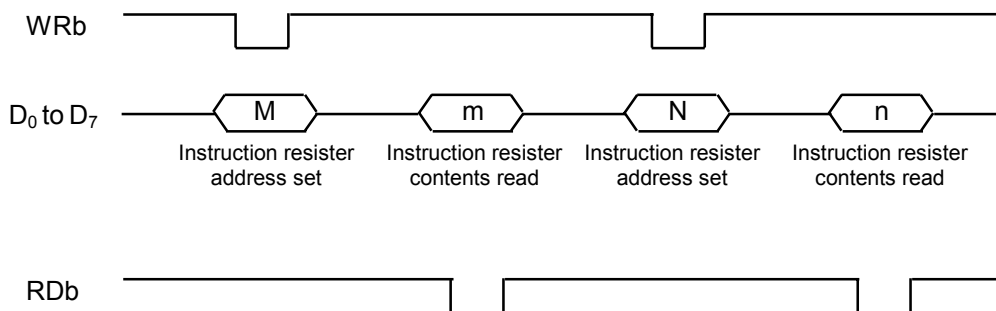 WRb
D₀ to D₇ M m N n
Instruction resister address set
Instruction resister contents read
Instruction resister address set
Instruction resister contents read
RDb